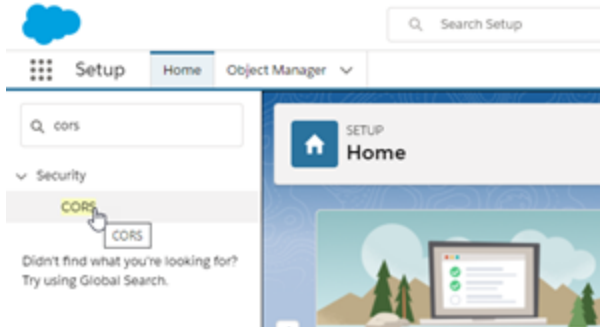 Search Setup
Setup Home Object Manager
cors
SETUP
Home
Security
CORS
CORS
Didn't find what you're looking for?
Try using Global Search.